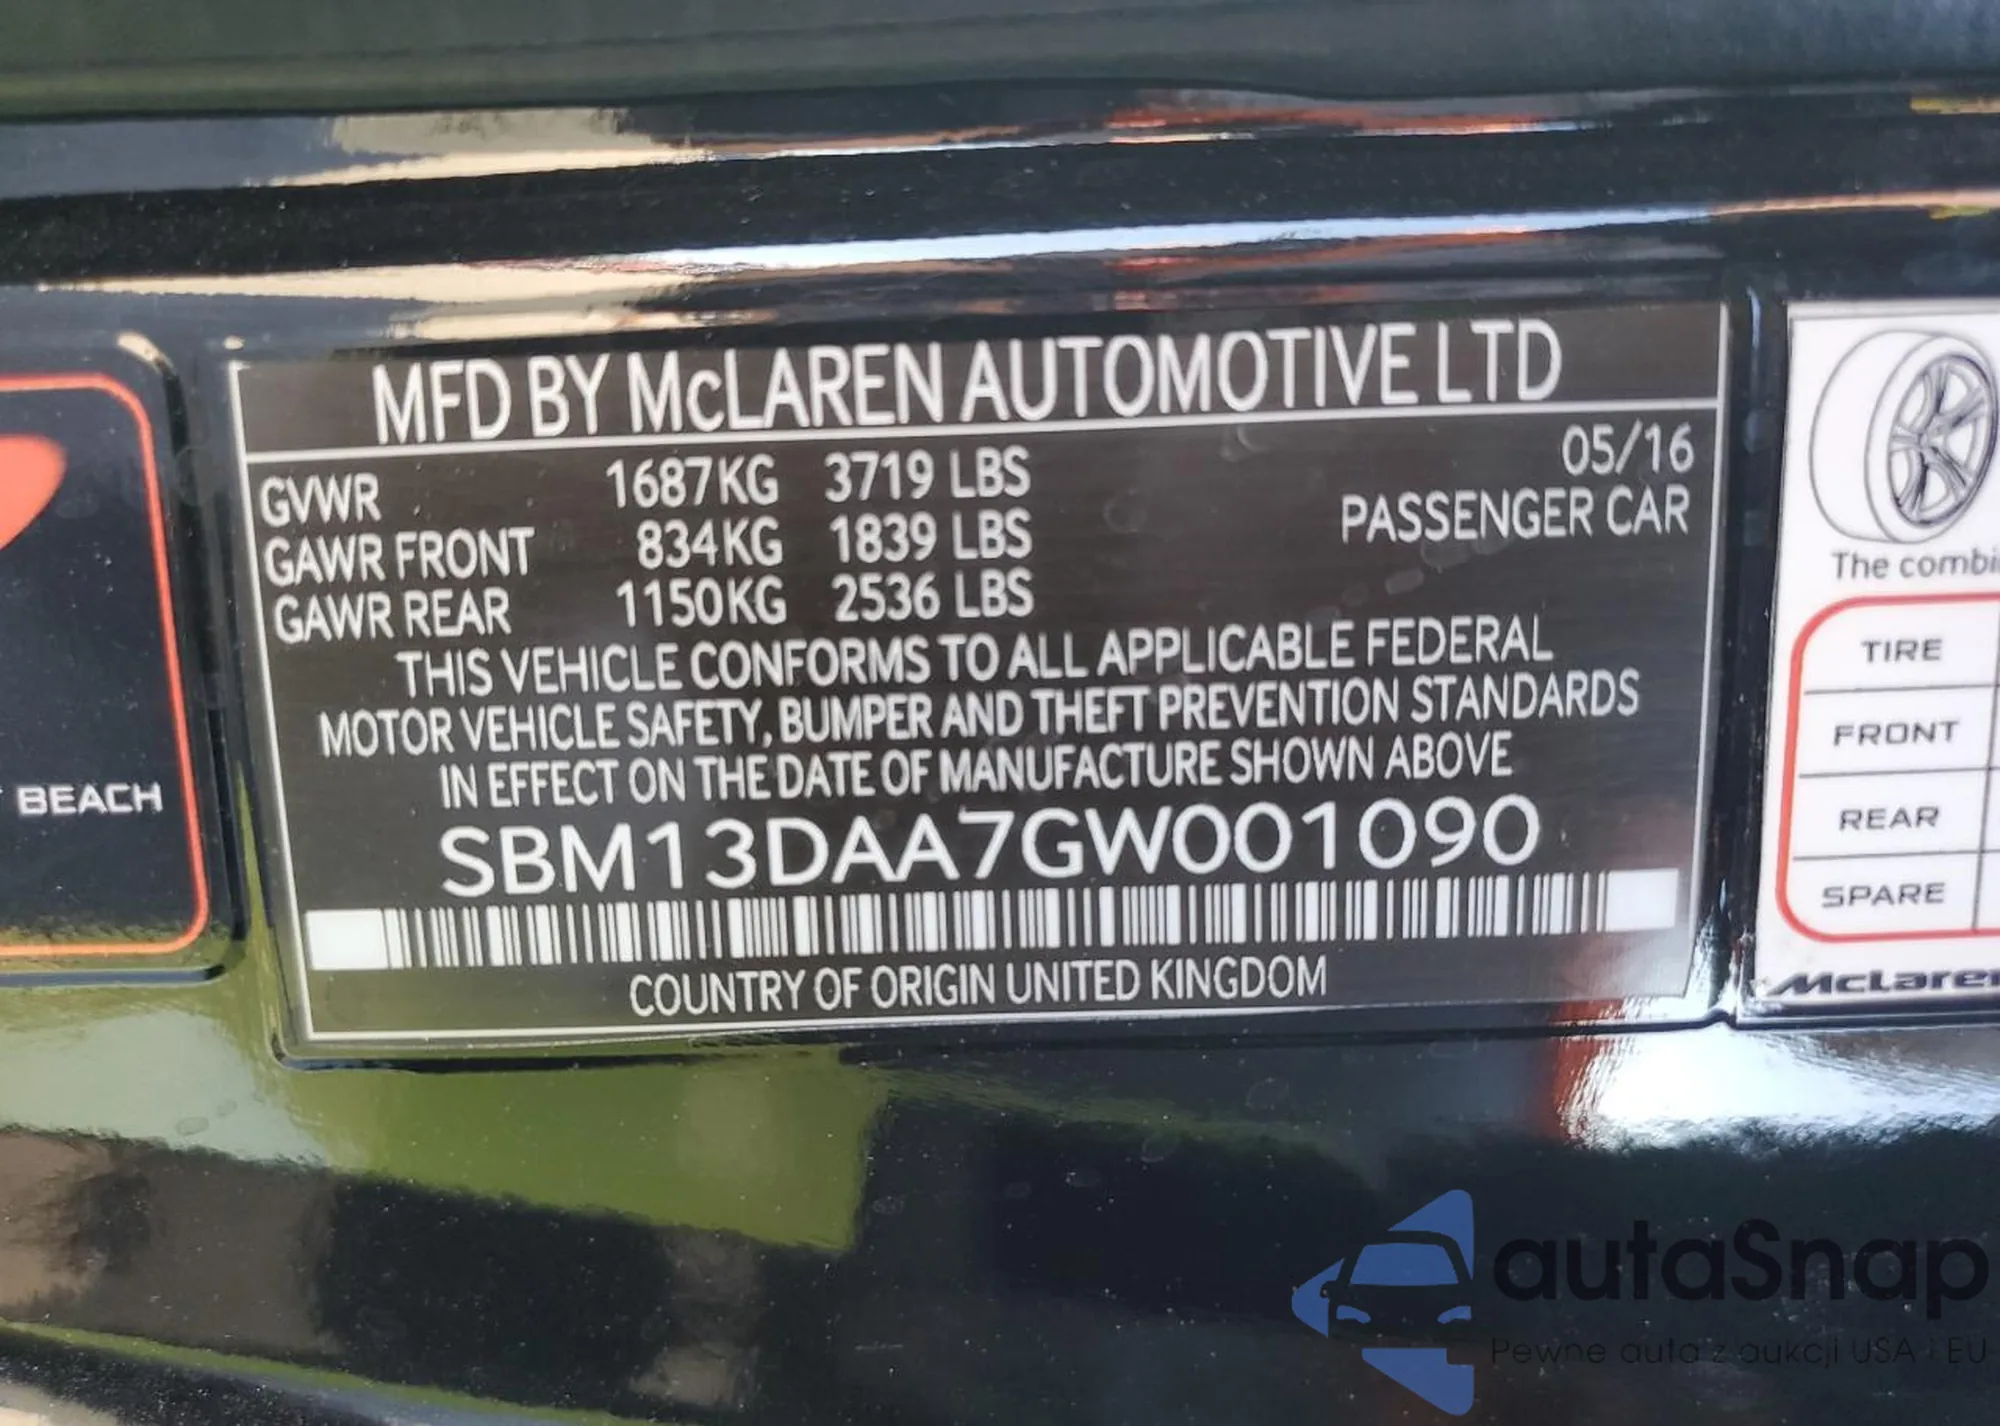 MFD BY McLAREN AUTOMOTIVE LTD
GVWR 1687KG 3719 LBS 05/16
GAWR FRONT 834KG 1839 LBS PASSENGER CAR
GAWR REAR 1150KG 2536 LBS
THIS VEHICLE CONFORMS TO ALL APPLICABLE FEDERAL
MOTOR VEHICLE SAFETY, BUMPER AND THEFT PREVENTION STANDARDS
IN EFFECT ON THE DATE OF MANUFACTURE SHOWN ABOVE
SBM13DAA7GW001090
COUNTRY OF ORIGIN UNITED KINGDOM
BEACH
The combi
TIRE
FRONT
REAR
SPARE
McLaren
autaSnap
Pewne auta z aukcji USA i EU